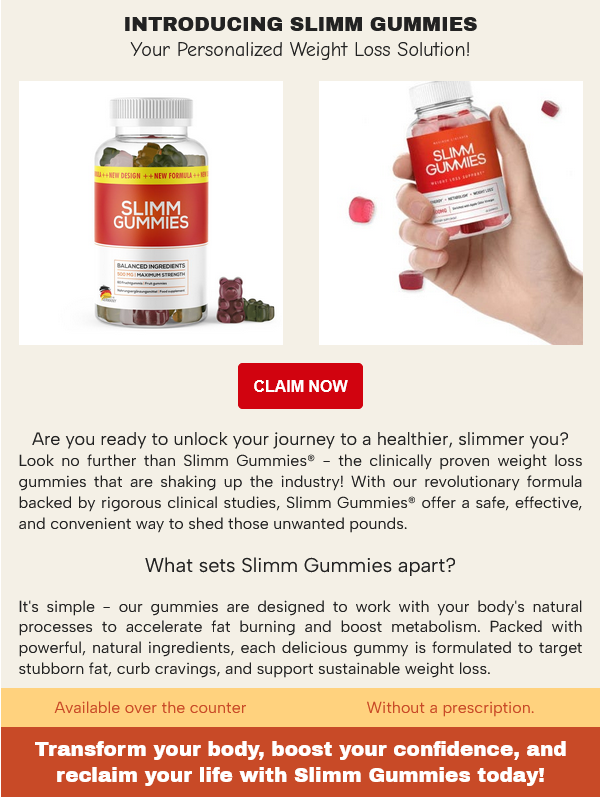 INTRODUCING SLIMM GUMMIES
Your Personalized Weight Loss Solution!
++NEW DESIGN ++NEW FORMULA ++
SLIMM
GUMMIES
BALANCED INGREDIENTS
500 MG | MAXIMUM STRENGTH
SLIMM
GUMMIES
WEIGHT LOSS SUPPORT
METABOLISM • WEIGHT LOSS
CLAIM NOW
Are you ready to unlock your journey to a healthier, slimmer you?
Look no further than Slimm Gummies® – the clinically proven weight loss
gummies that are shaking up the industry! With our revolutionary formula
backed by rigorous clinical studies, Slimm Gummies® offer a safe, effective,
and convenient way to shed those unwanted pounds.
What sets Slimm Gummies apart?
It's simple – our gummies are designed to work with your body's natural
processes to accelerate fat burning and boost metabolism. Packed with
powerful, natural ingredients, each delicious gummy is formulated to target
stubborn fat, curb cravings, and support sustainable weight loss.
Available over the counter
Without a prescription.
Transform your body, boost your confidence, and
reclaim your life with Slimm Gummies today!